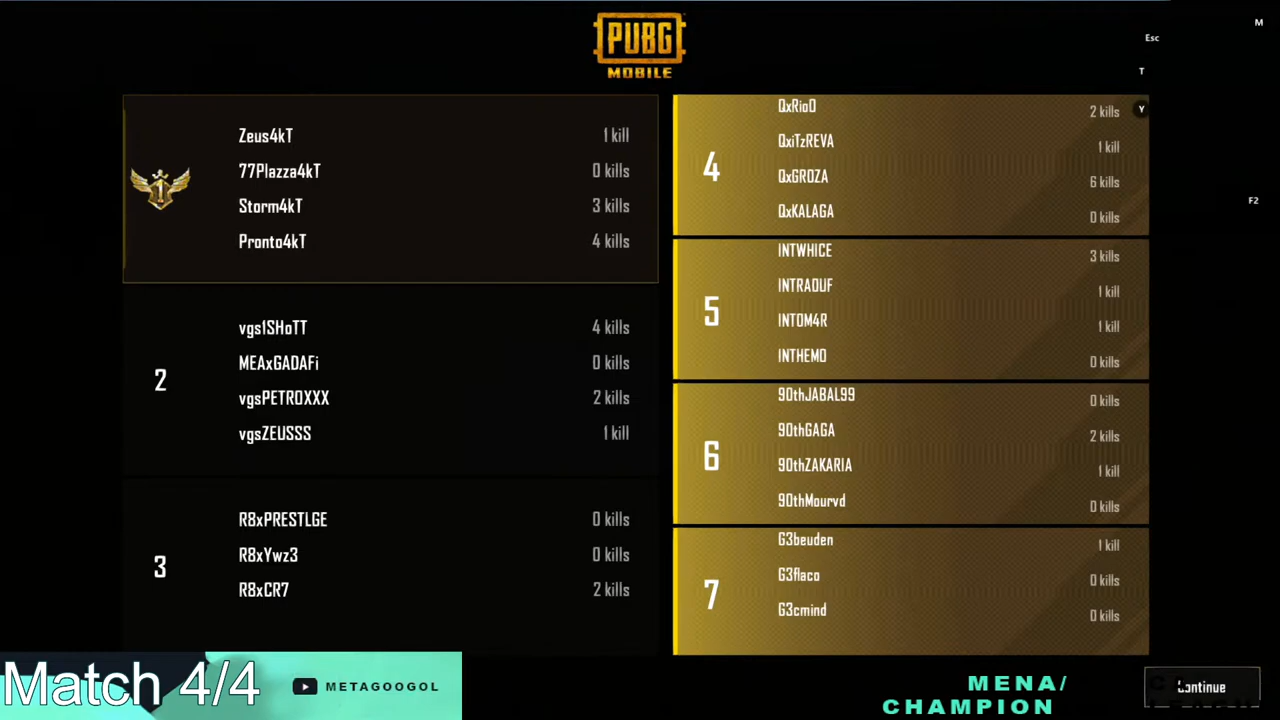 PUBG
MOBILE
M
Esc
T
Y
F2
1
Zeus4kT 1 kill
77Plazza4kT 0 kills
Storm4kT 3 kills
Pronto4kT 4 kills
2
vgs1SHoTT 4 kills
MEAxGADAFi 0 kills
vgsPETROXXX 2 kills
vgsZEUSSS 1 kill
3
R8xPRESTLGE 0 kills
R8xYwz3 0 kills
R8xCR7 2 kills
4
QxRioO 2 kills
QxiTzREVA 1 kill
QxGROZA 6 kills
QxKALAGA 0 kills
5
INTWHICE 3 kills
INTRAOUF 1 kill
INTOM4R 1 kill
INTHEMO 0 kills
6
90thJABAL99 0 kills
90thGAGA 2 kills
90thZAKARIA 1 kill
90thMourvd 0 kills
7
G3beuden 1 kill
G3flaco 0 kills
G3cmind 0 kills
Match 4/4
METAGOOGOL
MENA/
CHAMPION
Continue